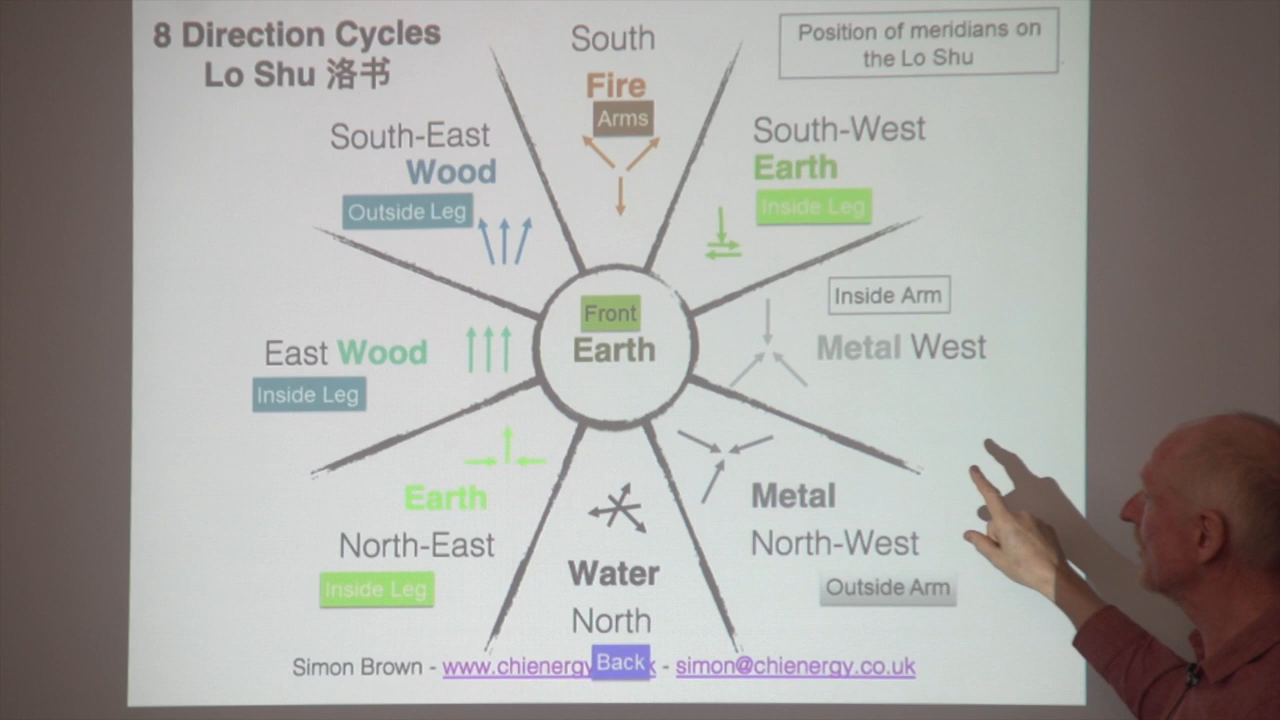 8 Direction Cycles
Lo Shu 洛书
Position of meridians on
the Lo Shu
South
Fire
Arms
South-East
Wood
Outside Leg
South-West
Earth
Inside Leg
Front
Earth
Inside Arm
Metal West
East Wood
Inside Leg
Earth
North-East
Inside Leg
Water
North
Back
Metal
North-West
Outside Arm
Simon Brown - www.chienergy - simon@chienergy.co.uk